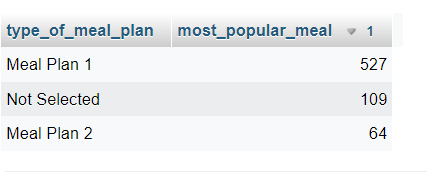 type_of_meal_plan most_popular_meal 1
Meal Plan 1 527
Not Selected 109
Meal Plan 2 64